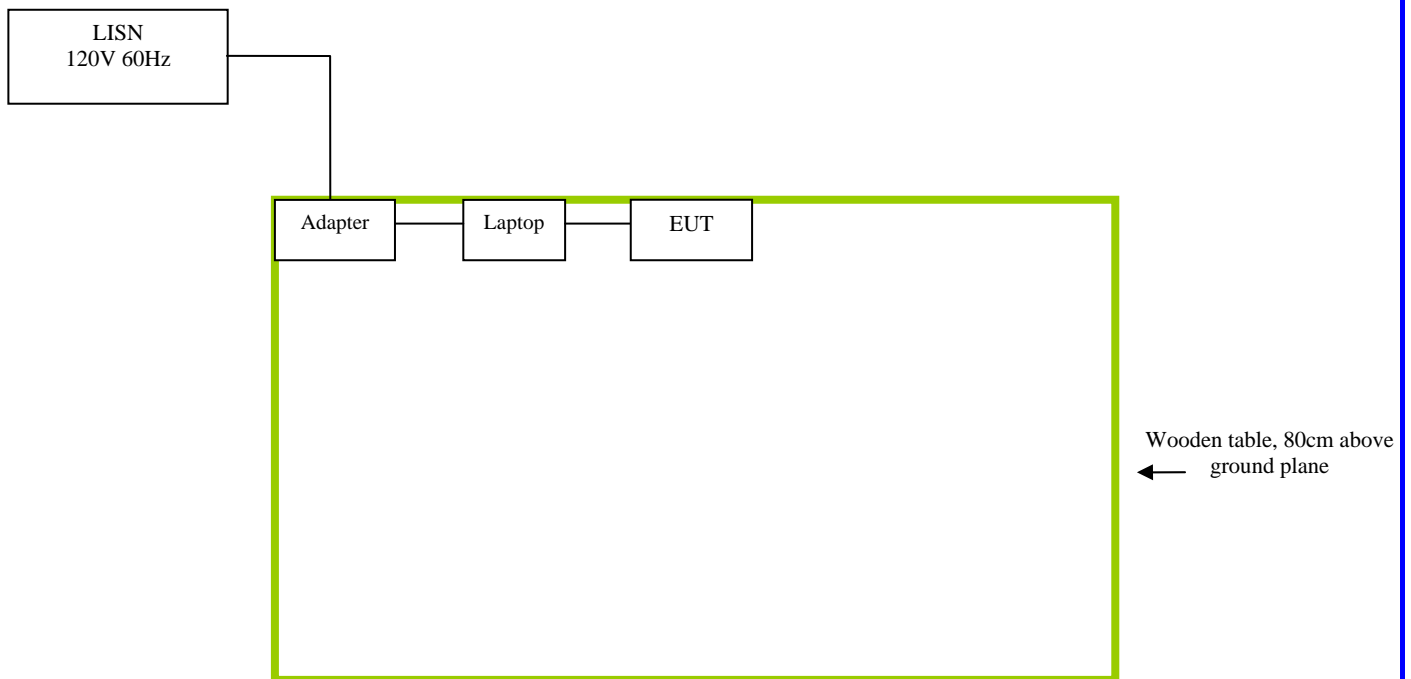 LISN
120V 60Hz
Adapter
Laptop
EUT
Wooden table, 80cm above
ground plane